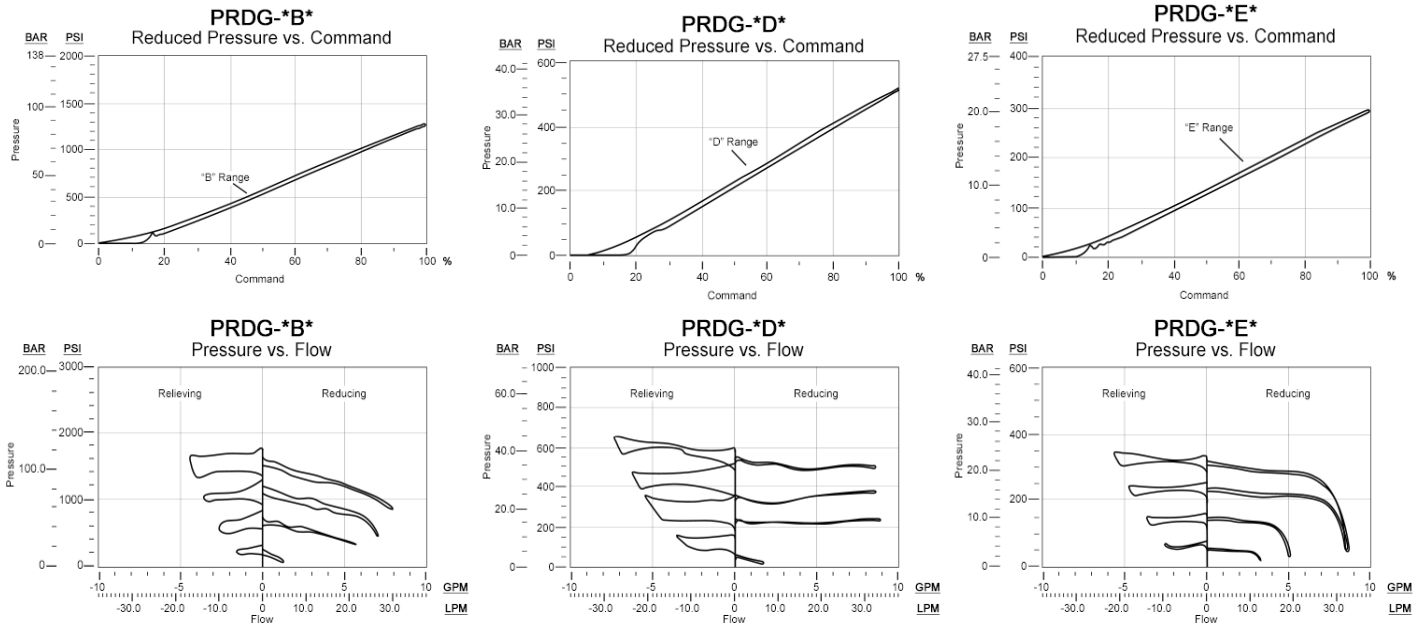 PRDG-*B*
Reduced Pressure vs. Command
BAR PSI
138
2000
1500
100
1000
50
500
0
0
Pressure
"B" Range
0 20 40 60 80 100 %
Command
PRDG-*D*
Reduced Pressure vs. Command
BAR PSI
600
40.0
30.0
400
20.0
200
10.0
0
0
Pressure
"D" Range
0 20 40 60 80 100 %
Command
PRDG-*E*
Reduced Pressure vs. Command
BAR PSI
27.5
400
300
20.0
200
10.0
100
0
0
Pressure
"E" Range
0 20 40 60 80 100 %
Command
PRDG-*B*
Pressure vs. Flow
BAR PSI
3000
200.0
2000
100.0
1000
0
0
Pressure
Relieving
Reducing
-10 -5 0 5 10 GPM
-30.0 -20.0 -10.0 0 10.0 20.0 30.0 LPM
Flow
PRDG-*D*
Pressure vs. Flow
BAR PSI
1000
60.0
800
600
40.0
400
20.0
200
0
0
Pressure
Relieving
Reducing
-10 -5 0 5 10 GPM
-30.0 -20.0 -10.0 0 10.0 20.0 30.0 LPM
Flow
PRDG-*E*
Pressure vs. Flow
BAR PSI
600
40.0
30.0
400
20.0
200
10.0
0
0
Pressure
Relieving
Reducing
-10 -5 0 5 10 GPM
-30.0 -20.0 -10.0 0 10.0 20.0 30.0 LPM
Flow